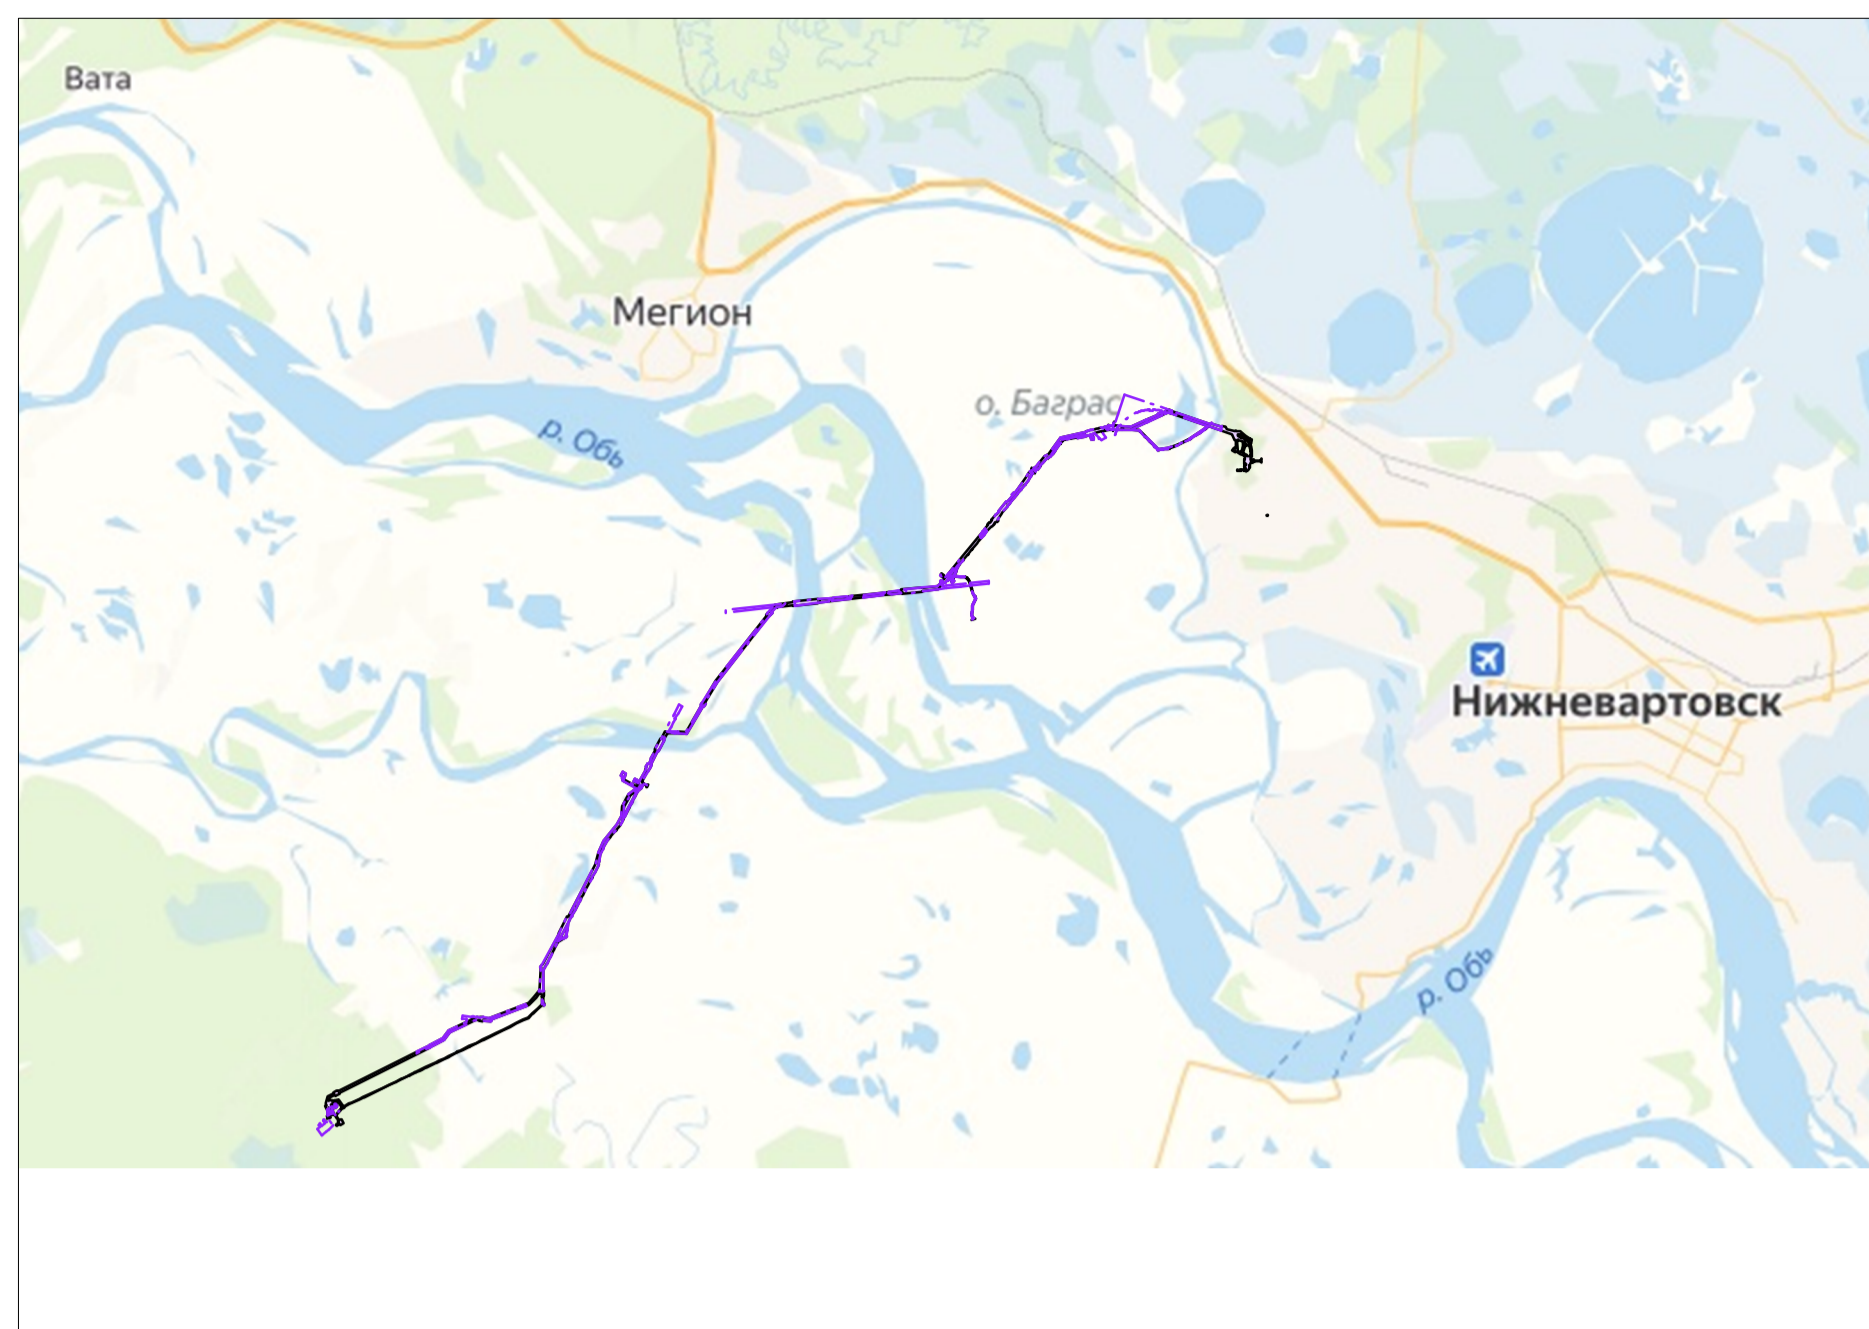 Вата
Мегион
о. Баграс
р. Обь
Нижневартовск
р. Обь